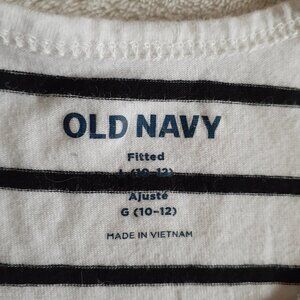 OLD NAVY
Fitted
L (10-12)
Ajusté
G (10-12)
MADE IN VIETNAM